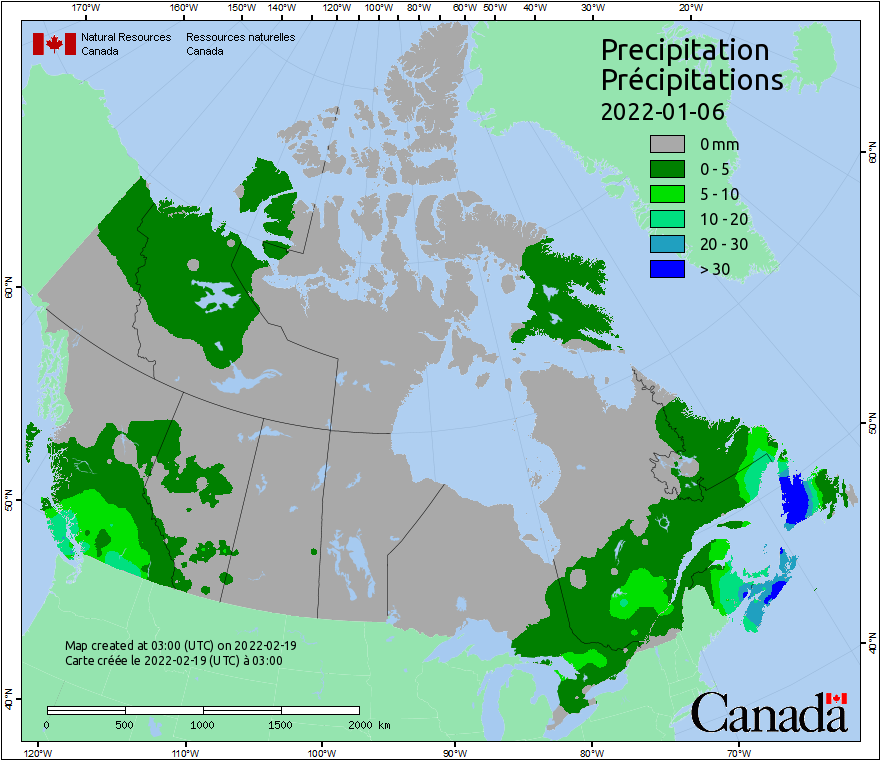 170°W 160°W 150°W 140°W 120°W 100°W 90°W 80°W 60°W 50°W 40°W 30°W 20°W
Natural Resources Ressources naturelles
Canada Canada
Precipitation
Précipitations
2022-01-06
0 mm
0 - 5
5 - 10
10 - 20
20 - 30
> 30
60°N
60°N
50°N
50°N
40°N
40°N
Map created at 03:00 (UTC) on 2022-02-19
Carte créée le 2022-02-19 (UTC) à 03:00
0 500 1000 1500 2000 km
Canada
120°W 110°W 100°W 90°W 80°W 70°W